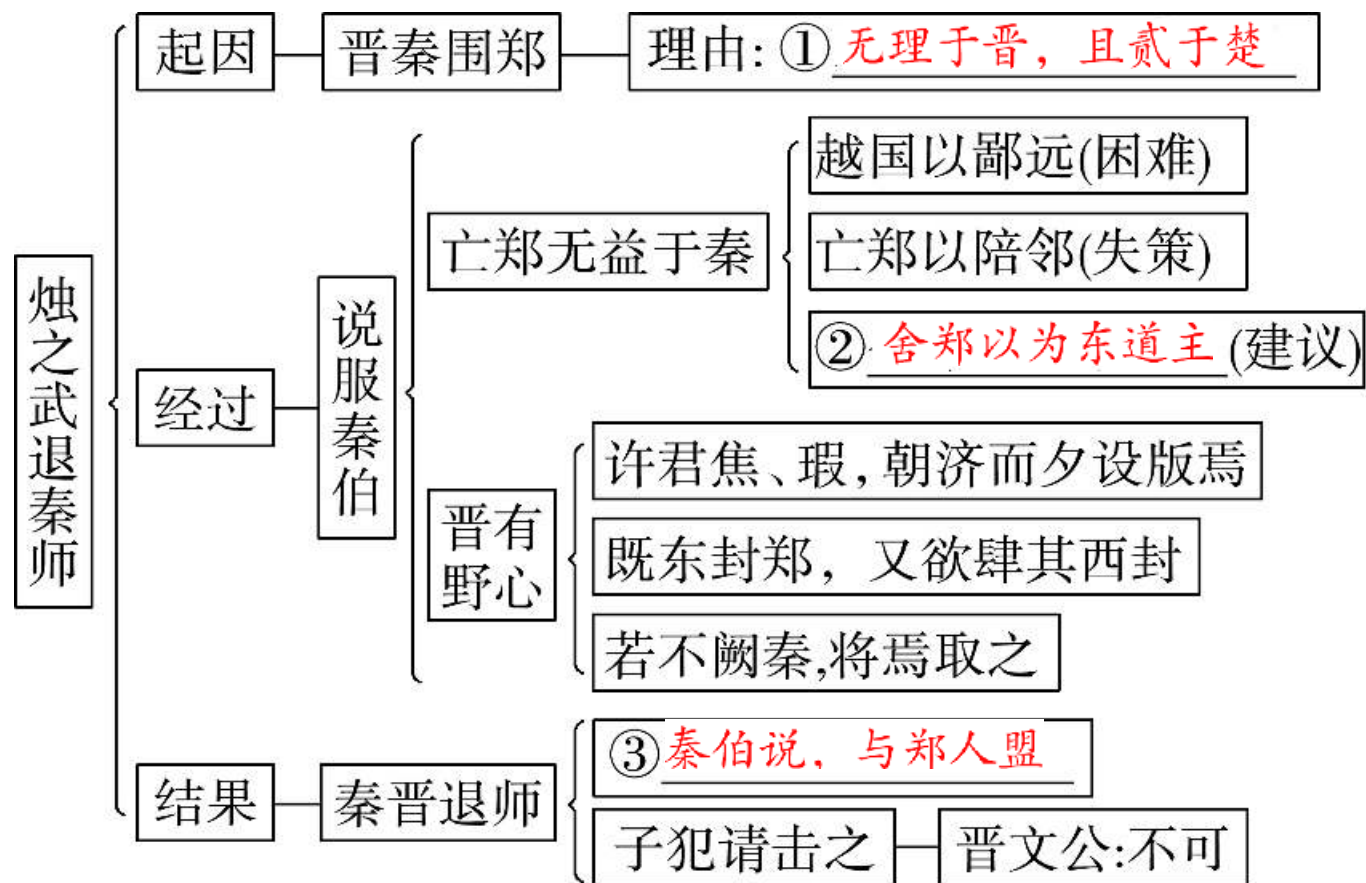 烛之武退秦师
起因
晋秦围郑
理由: ①无理于晋，且贰于楚
经过
说服秦伯
亡郑无益于秦
越国以鄙远(困难)
亡郑以陪邻(失策)
②舍郑以为东道主(建议)
晋有
野心
许君焦、瑕，朝济而夕设版焉
既东封郑，又欲肆其西封
若不阙秦,将焉取之
结果
秦晋退师
③秦伯说，与郑人盟
子犯请击之
晋文公:不可